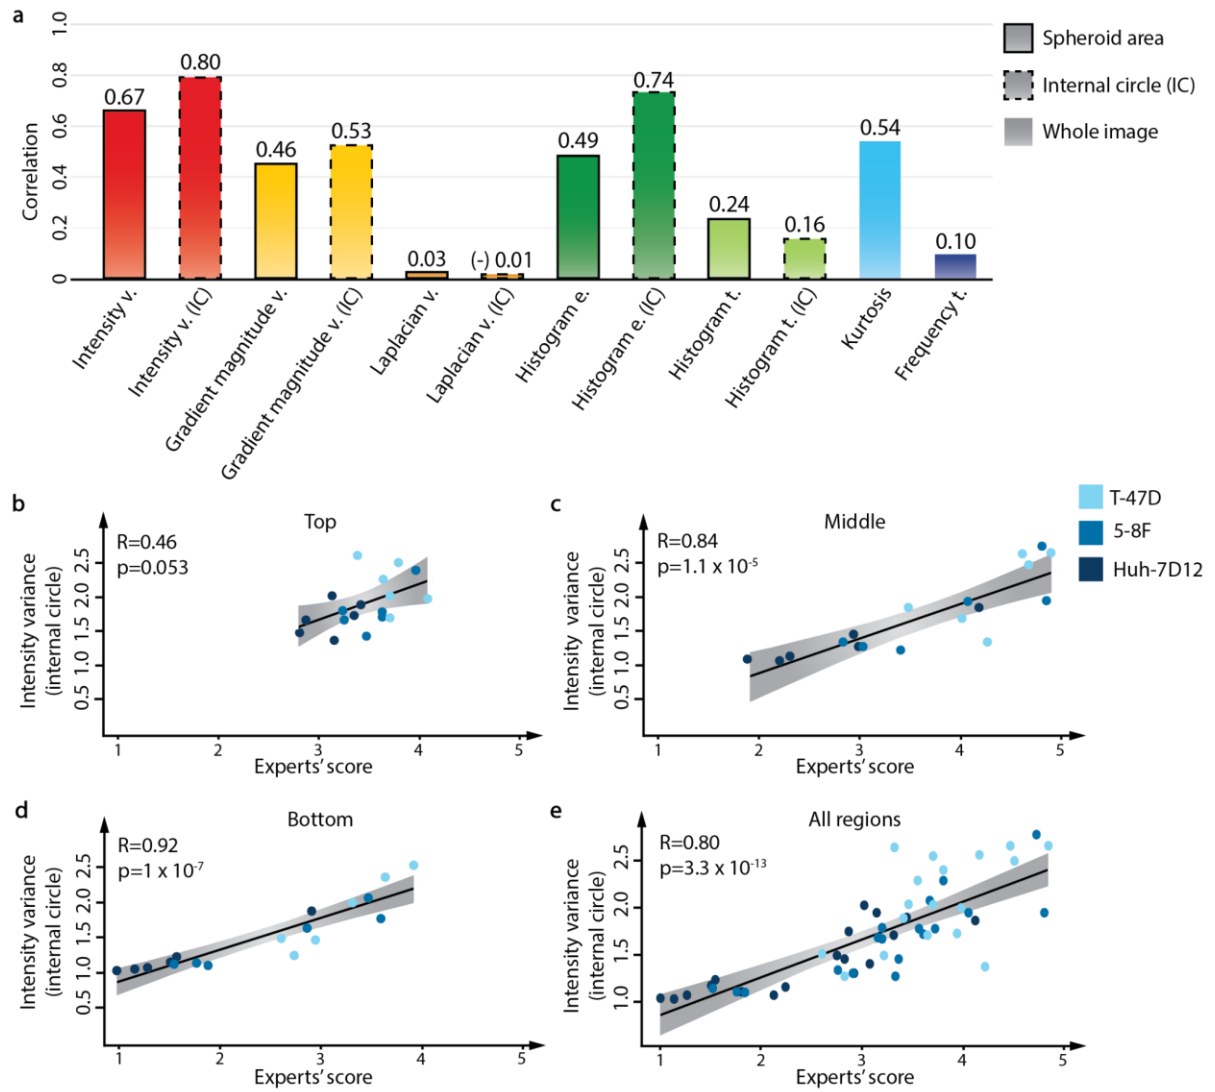 a
Correlation
1.0
0.8
0.6
0.4
0.2
0
0.67
0.80
0.46
0.53
0.03
(-) 0.01
0.49
0.74
0.24
0.16
0.54
0.10
Intensity v.
Intensity v. (IC)
Gradient magnitude v.
Gradient magnitude v. (IC)
Laplacian v.
Laplacian v. (IC)
Histogram e.
Histogram e. (IC)
Histogram t.
Histogram t. (IC)
Kurtosis
Frequency t.
Spheroid area
Internal circle (IC)
Whole image
b
Top
R=0.46
p=0.053
Intensity variance
(internal circle)
2.5
2.0
1.5
1.0
0.5
1 2 3 4 5
Experts' score
c
Middle
R=0.84
p=1.1 x 10⁻⁵
Intensity variance
(internal circle)
2.5
2.0
1.5
1.0
0.5
1 2 3 4 5
Experts' score
T-47D
5-8F
Huh-7D12
d
Bottom
R=0.92
p=1 x 10⁻⁷
Intensity variance
(internal circle)
2.5
2.0
1.5
1.0
0.5
1 2 3 4 5
Experts' score
e
All regions
R=0.80
p=3.3 x 10⁻¹³
Intensity variance
(internal circle)
2.5
2.0
1.5
1.0
1 2 3 4 5
Experts' score